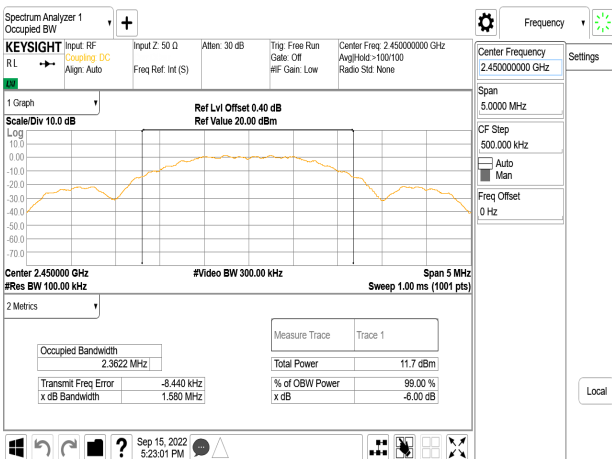 Spectrum Analyzer 1
Occupied BW
Frequency
KEYSIGHT
Input: RF
Input Z: 50 Ω
Atten: 30 dB
Trig: Free Run
Center Freq: 2.450000000 GHz
R L
Coupling: DC
Gate: Off
Avg|Hold:>100/100
Align: Auto
Freq Ref: Int (S)
#IF Gain: Low
Radio Std: None
LXI
Center Frequency
2.450000000 GHz
Settings
Span
5.0000 MHz
CF Step
500.000 kHz
Auto
Man
Freq Offset
0 Hz
Local
1 Graph
Ref Lvl Offset 0.40 dB
Scale/Div 10.0 dB
Ref Value 20.00 dBm
Log
10.0
0.00
-10.0
-20.0
-30.0
-40.0
-50.0
-60.0
-70.0
Center 2.450000 GHz
#Video BW 300.00 kHz
Span 5 MHz
#Res BW 100.00 kHz
Sweep 1.00 ms (1001 pts)
2 Metrics
Measure Trace
Trace 1
Occupied Bandwidth
2.3622 MHz
Total Power
11.7 dBm
Transmit Freq Error
-8.440 kHz
% of OBW Power
99.00 %
x dB Bandwidth
1.580 MHz
x dB
-6.00 dB
?
Sep 15, 2022
5:23:01 PM